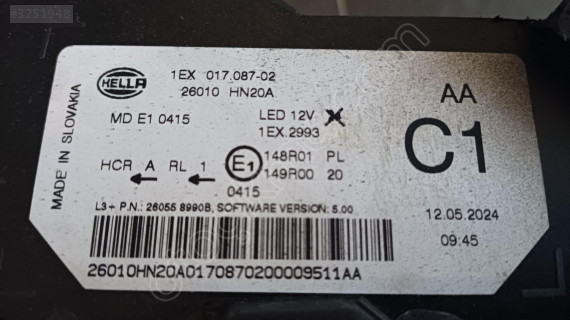 #3251948
HELLA
1EX 017.087-02
26010 HN20A
MD E1 0415
LED 12V
1EX.2993
HCR A RL 1
E1
148R01 PL
149R00 20
0415
L3+ P.N.: 26055 8990B, SOFTWARE VERSION: 5.00
26010HN20A0170870200009511AA
MADE IN SLOVAKIA
AA
C1
12.05.2024
09:45